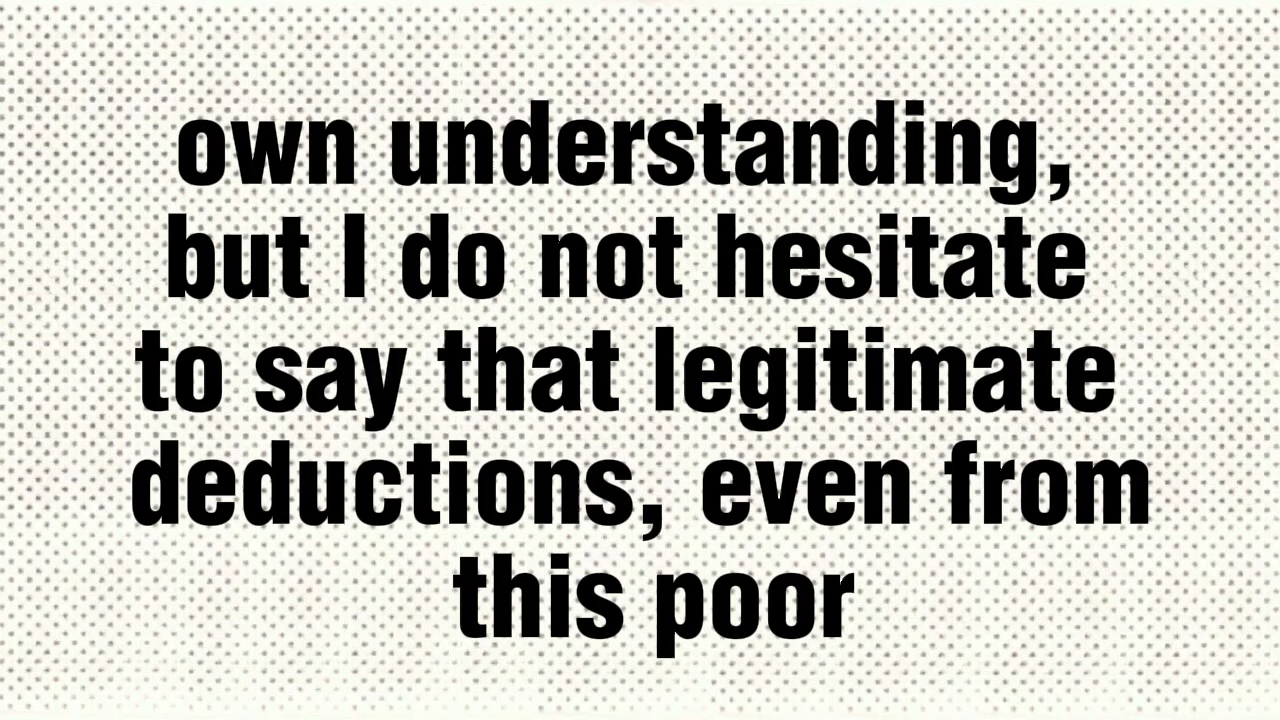 own understanding,
but I do not hesitate
to say that legitimate
deductions, even from
this poor